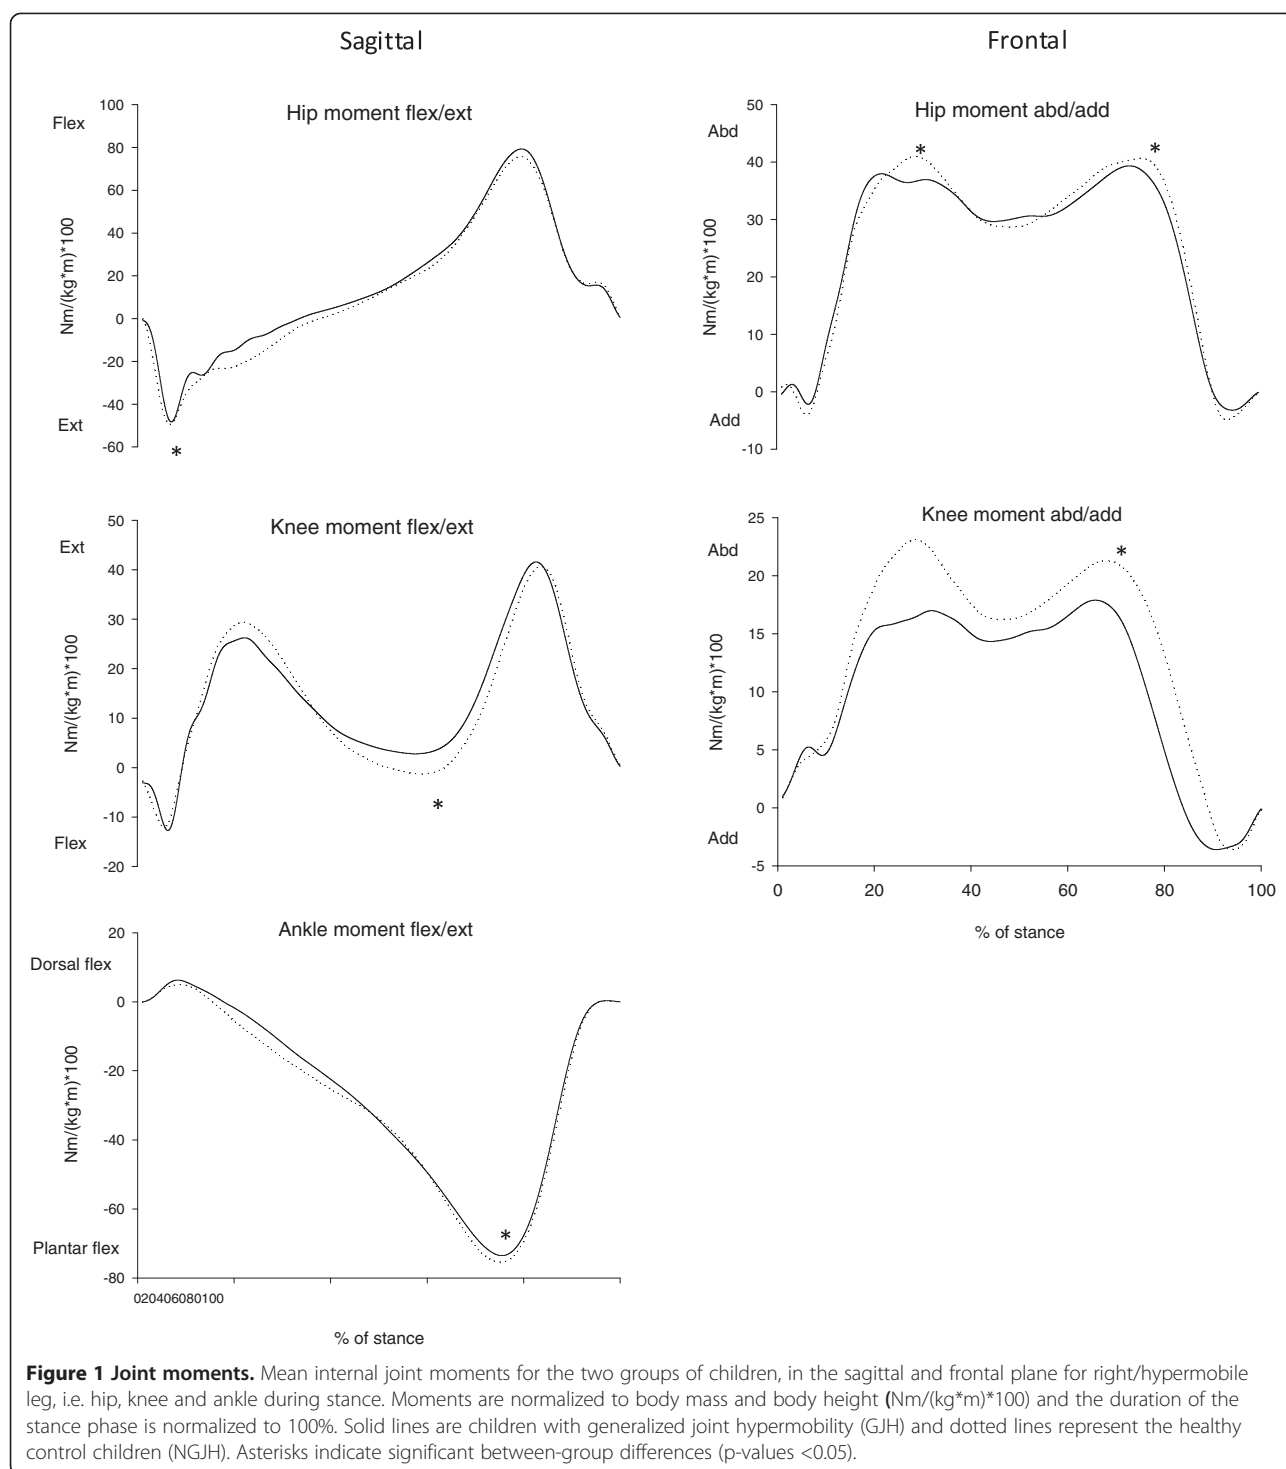 Sagittal
Frontal
Hip moment flex/ext
Flex
100
80
60
40
20
0
-20
-40
-60
Ext
Nm/(kg*m)*100
*
Hip moment abd/add
Abd
50
40
30
20
10
0
-10
Add
Nm/(kg*m)*100
*
*
Knee moment flex/ext
Ext
50
40
30
20
10
0
-10
-20
Flex
Nm/(kg*m)*100
*
Knee moment abd/add
Abd
25
20
15
10
5
0
-5
Add
Nm/(kg*m)*100
*
0 20 40 60 80 100
% of stance
Ankle moment flex/ext
20
Dorsal flex
0
-20
-40
-60
Plantar flex
-80
Nm/(kg*m)*100
*
020406080100
% of stance
Figure 1 Joint moments. Mean internal joint moments for the two groups of children, in the sagittal and frontal plane for right/hypermobile
leg, i.e. hip, knee and ankle during stance. Moments are normalized to body mass and body height (Nm/(kg*m)*100) and the duration of the
stance phase is normalized to 100%. Solid lines are children with generalized joint hypermobility (GJH) and dotted lines represent the healthy
control children (NGJH). Asterisks indicate significant between-group differences (p-values <0.05).